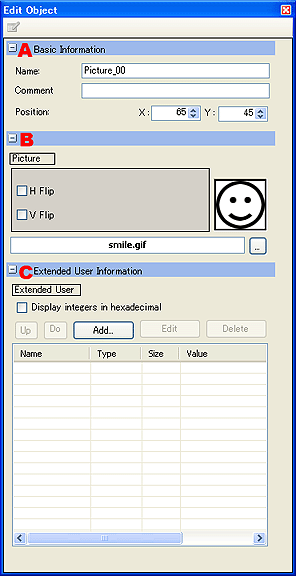 Edit Object
A Basic Information
Name: Picture_00
Comment
Position: X: 65 Y: 45
B
Picture
H Flip
V Flip
smile.gif ...
C Extended User Information
Extended User
Display integers in hexadecimal
Up Do Add.. Edit Delete
Name Type Size Value